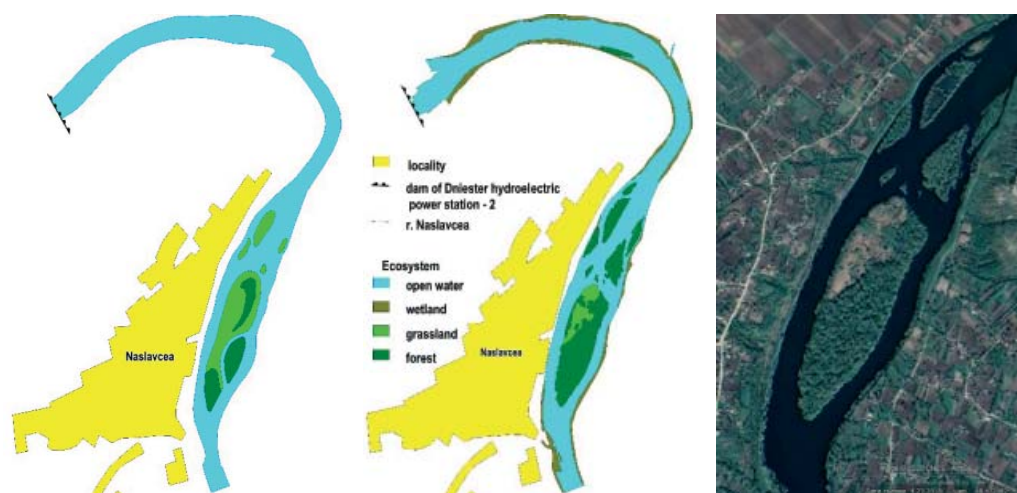 locality
dam of Dniester hydroelectric
power station - 2
r. Naslavcea
Ecosystem
open water
wetland
grassland
forest
Naslavcea
Naslavcea